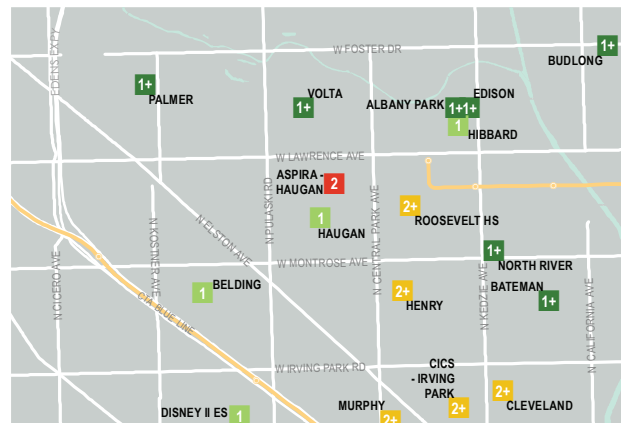 EDENS EXPY
W FOSTER DR
BUDLONG
1+
1+
PALMER
VOLTA
1+
ALBANY PARK
EDISON
1+1+
1
HIBBARD
W LAWRENCE AVE
ASPIRA -
HAUGAN
2
N PULASKI RD
N CENTRAL PARK AVE
2+
ROOSEVELT HS
1
HAUGAN
N ELSTON AVE
N KOSTNER AVE
N CICERO AVE
W MONTROSE AVE
1+
NORTH RIVER
BATEMAN
1+
N KEDZIE AVE
N CALIFORNIA AVE
BELDING
1
2+
HENRY
CTA BLUE LINE
W IRVING PARK RD
CICS
- IRVING
PARK
2+
2+
CLEVELAND
MURPHY
2+
DISNEY II ES
1